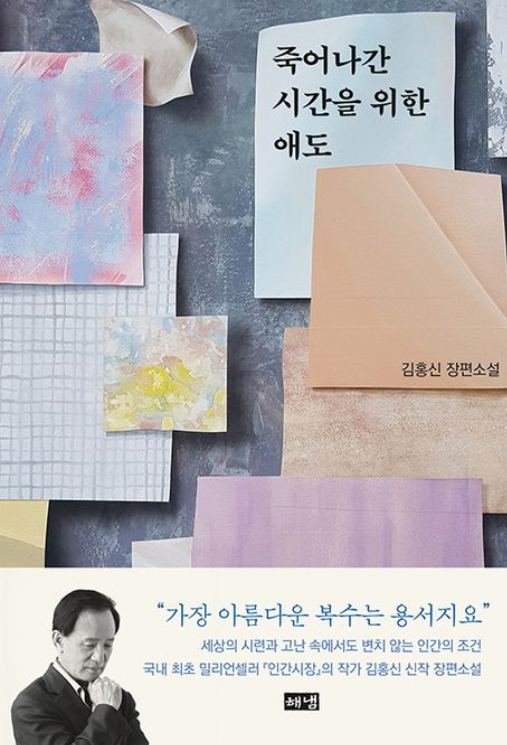 죽어나간
시간을 위한
애도
김홍신 장편소설
“가장 아름다운 복수는 용서지요”
세상의 시련과 고난 속에서도 변치 않는 인간의 조건
국내 최초 밀리언셀러 『인간시장』의 작가 김홍신 신작 장편소설
해냄